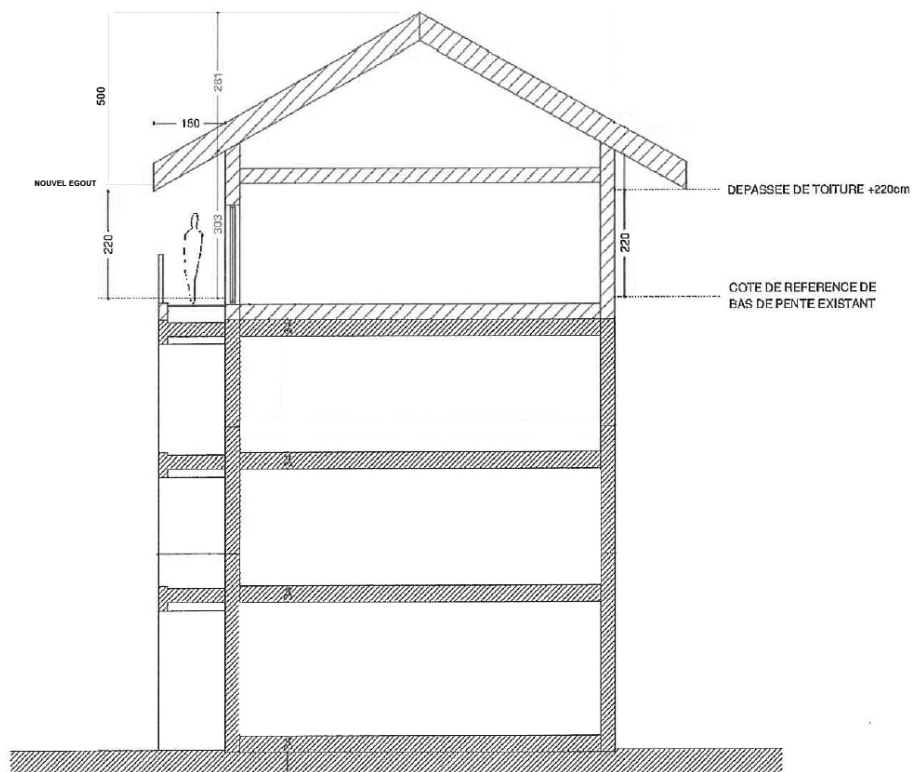 500
281
160
NOUVEL EGOUT
DEPASSEE DE TOITURE +220cm
220
303
220
COTE DE REFERENCE DE
BAS DE PENTE EXISTANT
34